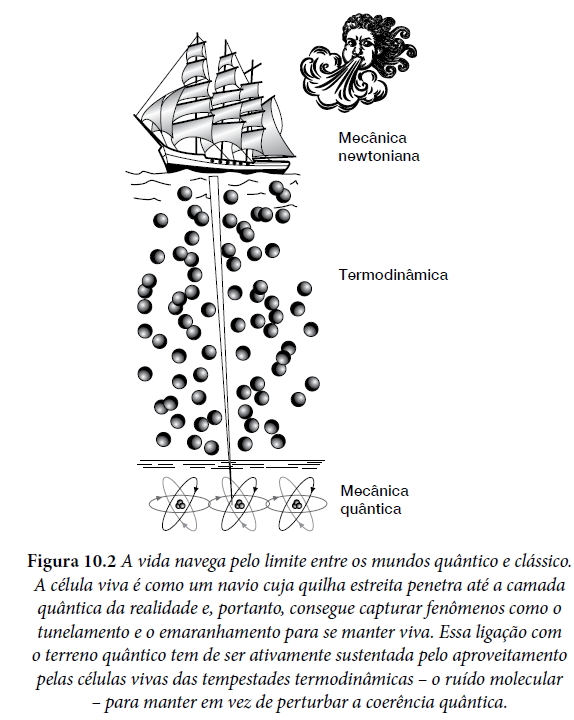 Mecânica
newtoniana
Termodinâmica
Mecânica
quântica
Figura 10.2 A vida navega pelo limite entre os mundos quântico e clássico.
A célula viva é como um navio cuja quilha estreita penetra até a camada
quântica da realidade e, portanto, consegue capturar fenômenos como o
tunelamento e o emaranhamento para se manter viva. Essa ligação com
o terreno quântico tem de ser ativamente sustentada pelo aproveitamento
pelas células vivas das tempestades termodinâmicas – o ruído molecular
– para manter em vez de perturbar a coerência quântica.